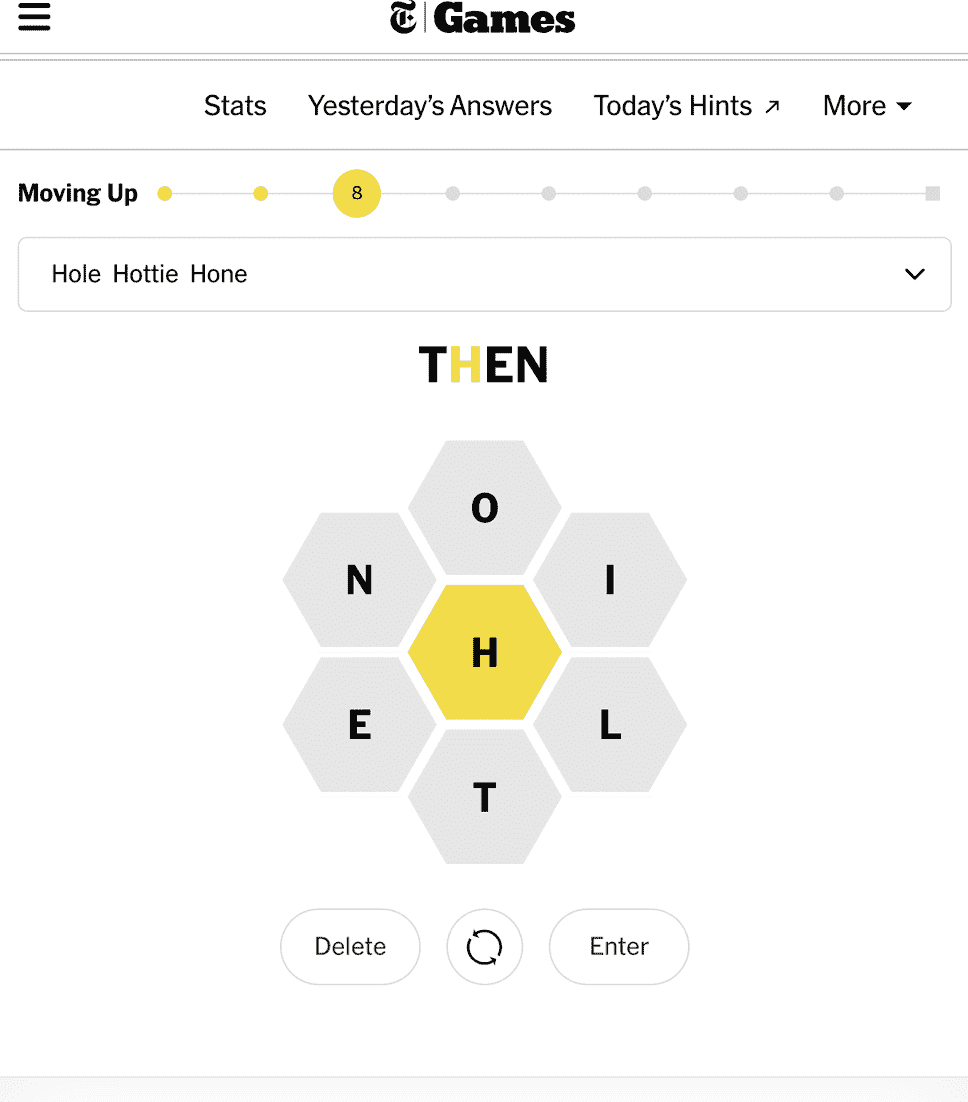 T Games
Stats Yesterday's Answers Today's Hints ↗ More
Moving Up 8
Hole Hottie Hone
THEN
O
N I
H
E L
T
Delete Enter